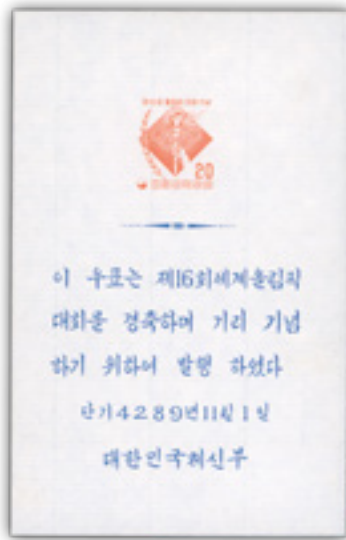 20
이 우표는 제16회세계올림픽
대회를 경축하며 기리 기념
하기 위하여 발행 하였다
단기4289년11월1일
대한민국체신부